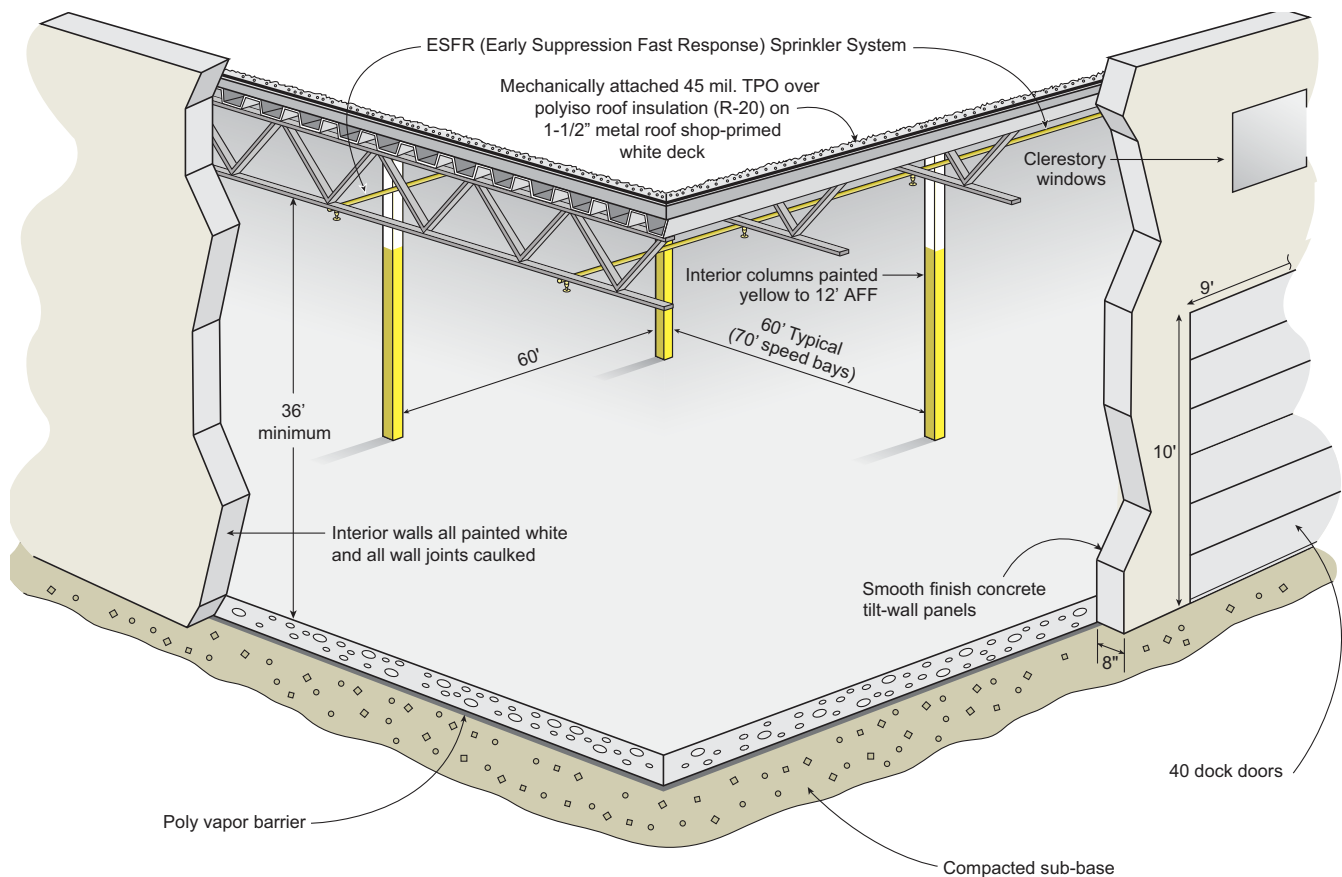 ESFR (Early Suppression Fast Response) Sprinkler System
Mechanically attached 45 mil. TPO over
polyiso roof insulation (R-20) on
1-1/2” metal roof shop-primed
white deck
Clerestory
windows
Interior columns painted
yellow to 12’ AFF
9'
60'
60’ Typical
(70’ speed bays)
36’
minimum
10'
Interior walls all painted white
and all wall joints caulked
Smooth finish concrete
tilt-wall panels
8"
40 dock doors
Poly vapor barrier
Compacted sub-base